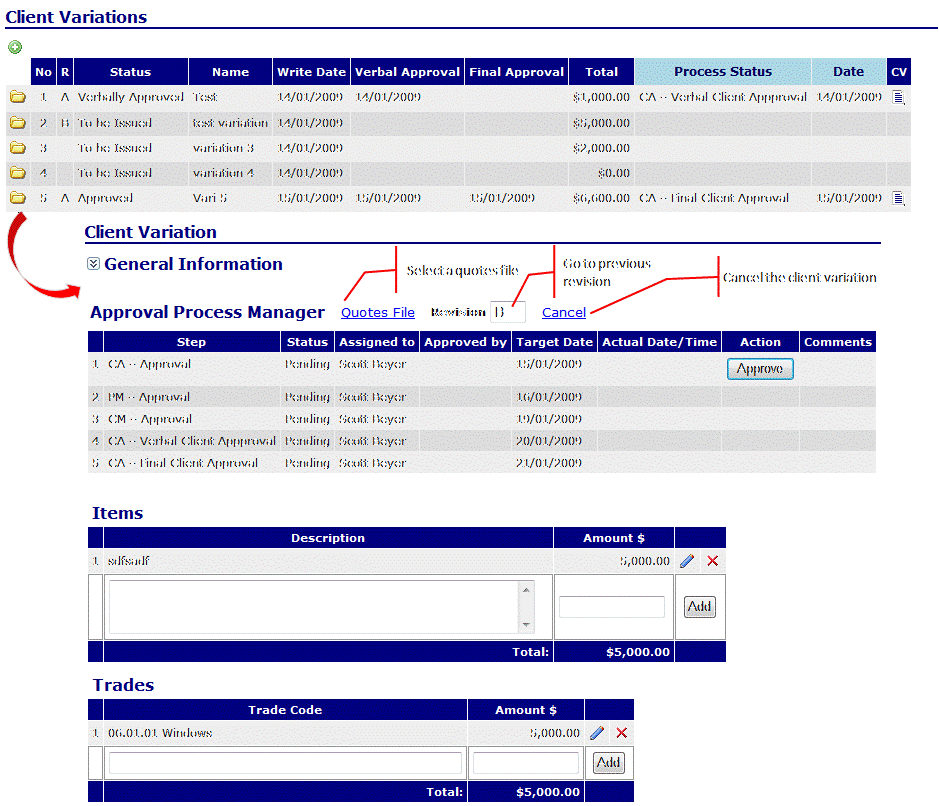 Client Variations
No R Status Name Write Date Verbal Approval Final Approval Total Process Status Date CV
1 A Verbally Approved Test 14/01/2009 14/01/2009 $1,000.00 CA -- Verbal Client Appproval 14/01/2009
2 B To be Issued test variation 14/01/2009 $5,000.00
3 To be Issued variation 3 14/01/2009 $2,000.00
4 To be Issued variation 4 14/01/2009 $0.00
5 A Approved Vari 5 15/01/2009 15/01/2009 15/01/2009 $6,600.00 CA -- Final Client Approval 15/01/2009
Client Variation
General Information
Select a quotes file
Go to previous
revision
Cancel the client variation
Approval Process Manager Quotes File Revision Cancel
Step Status Assigned to Approved by Target Date Actual Date/Time Action Comments
1 CA -- Approval Pending Scott Beyer 15/01/2009 Approve
2 PM -- Approval Pending Scott Beyer 16/01/2009
3 CM -- Approval Pending Scott Beyer 19/01/2009
4 CA -- Verbal Client Appproval Pending Scott Beyer 20/01/2009
5 CA -- Final Client Approval Pending Scott Beyer 21/01/2009
Items
Description Amount $
1 sdfsadf 5,000.00
Add
Total: $5,000.00
Trades
Trade Code Amount $
1 06.01.01 Windows 5,000.00
Add
Total: $5,000.00